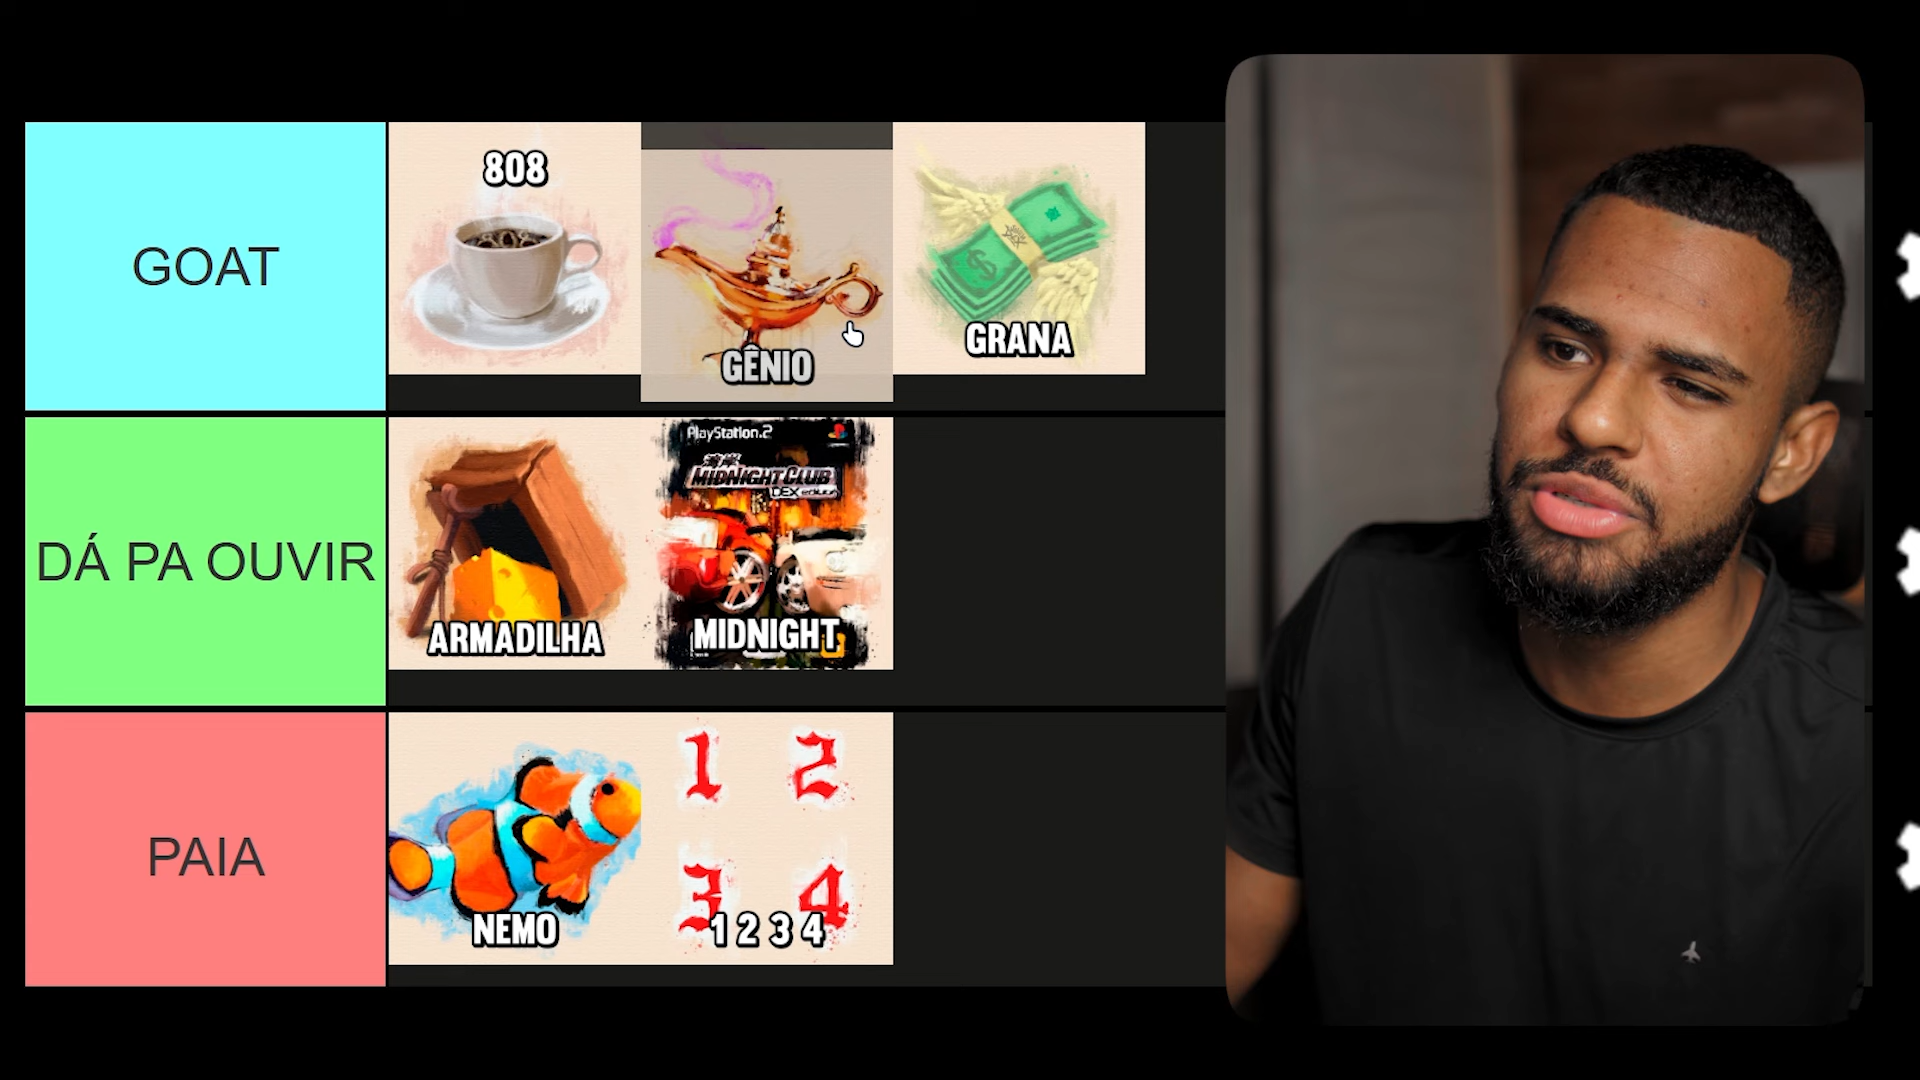 GOAT
808
GÊNIO
GRANA
DÁ PA OUVIR
ARMADILHA
PlayStation.2
MIDNIGHT CLUB
DEX edition
MIDNIGHT
PAIA
NEMO
1 2
3 4
1 2 3 4